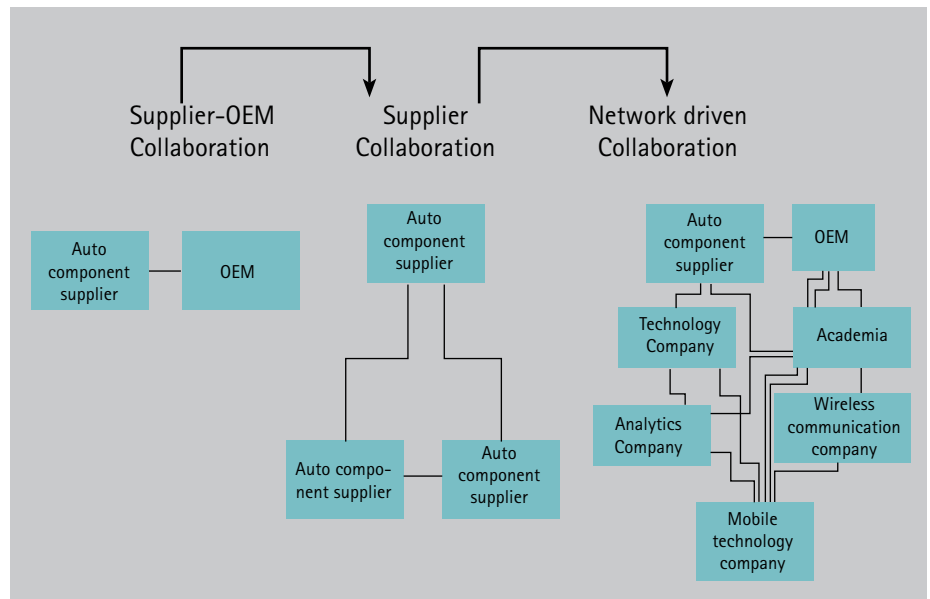 Supplier-OEM
Collaboration
Supplier
Collaboration
Network driven
Collaboration
Auto
component
supplier
OEM
Auto
component
supplier
Auto compo-
nent supplier
Auto
component
supplier
Auto
component
supplier
OEM
Technology
Company
Academia
Analytics
Company
Wireless
communication
company
Mobile
technology
company